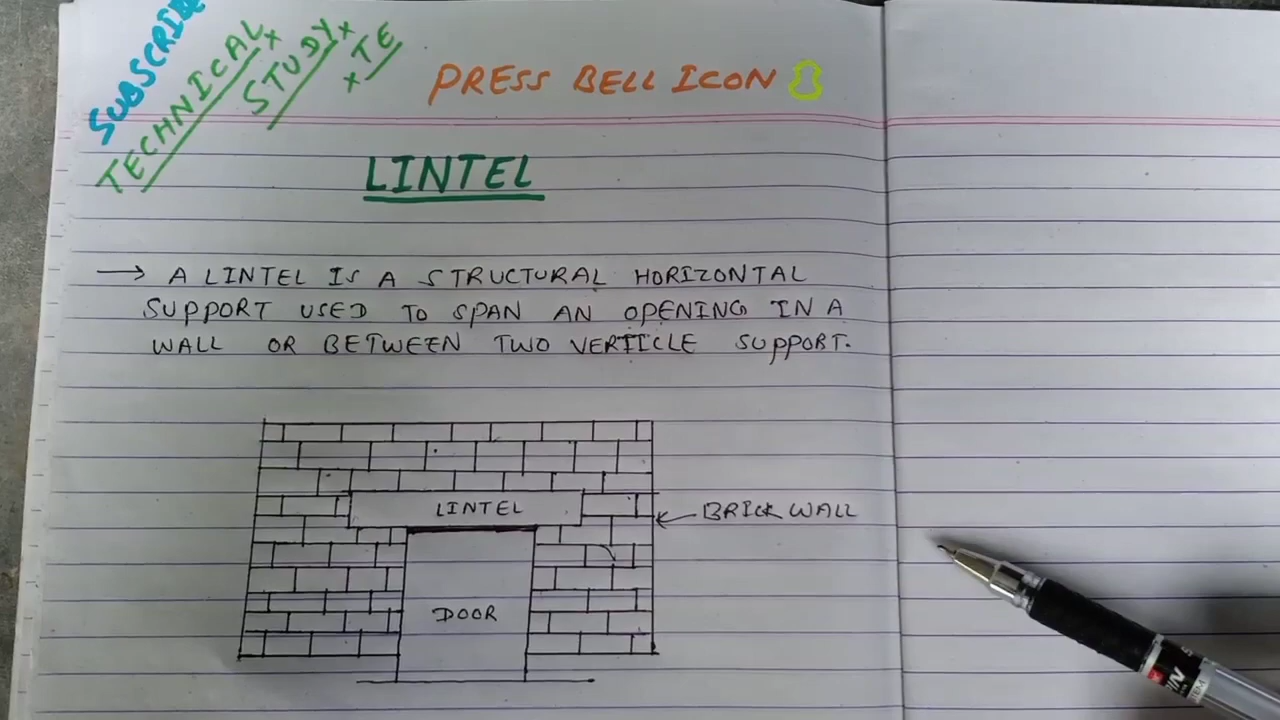 SUBSCRIBE
TECHNICAL
STUDY
TE
PRESS BELL ICON
LINTEL
→ A LINTEL IS A STRUCTURAL HORIZONTAL
SUPPORT USED TO SPAN AN OPENING IN A
WALL OR BETWEEN TWO VERTICLE SUPPORT.
LINTEL
BRICK WALL
DOOR